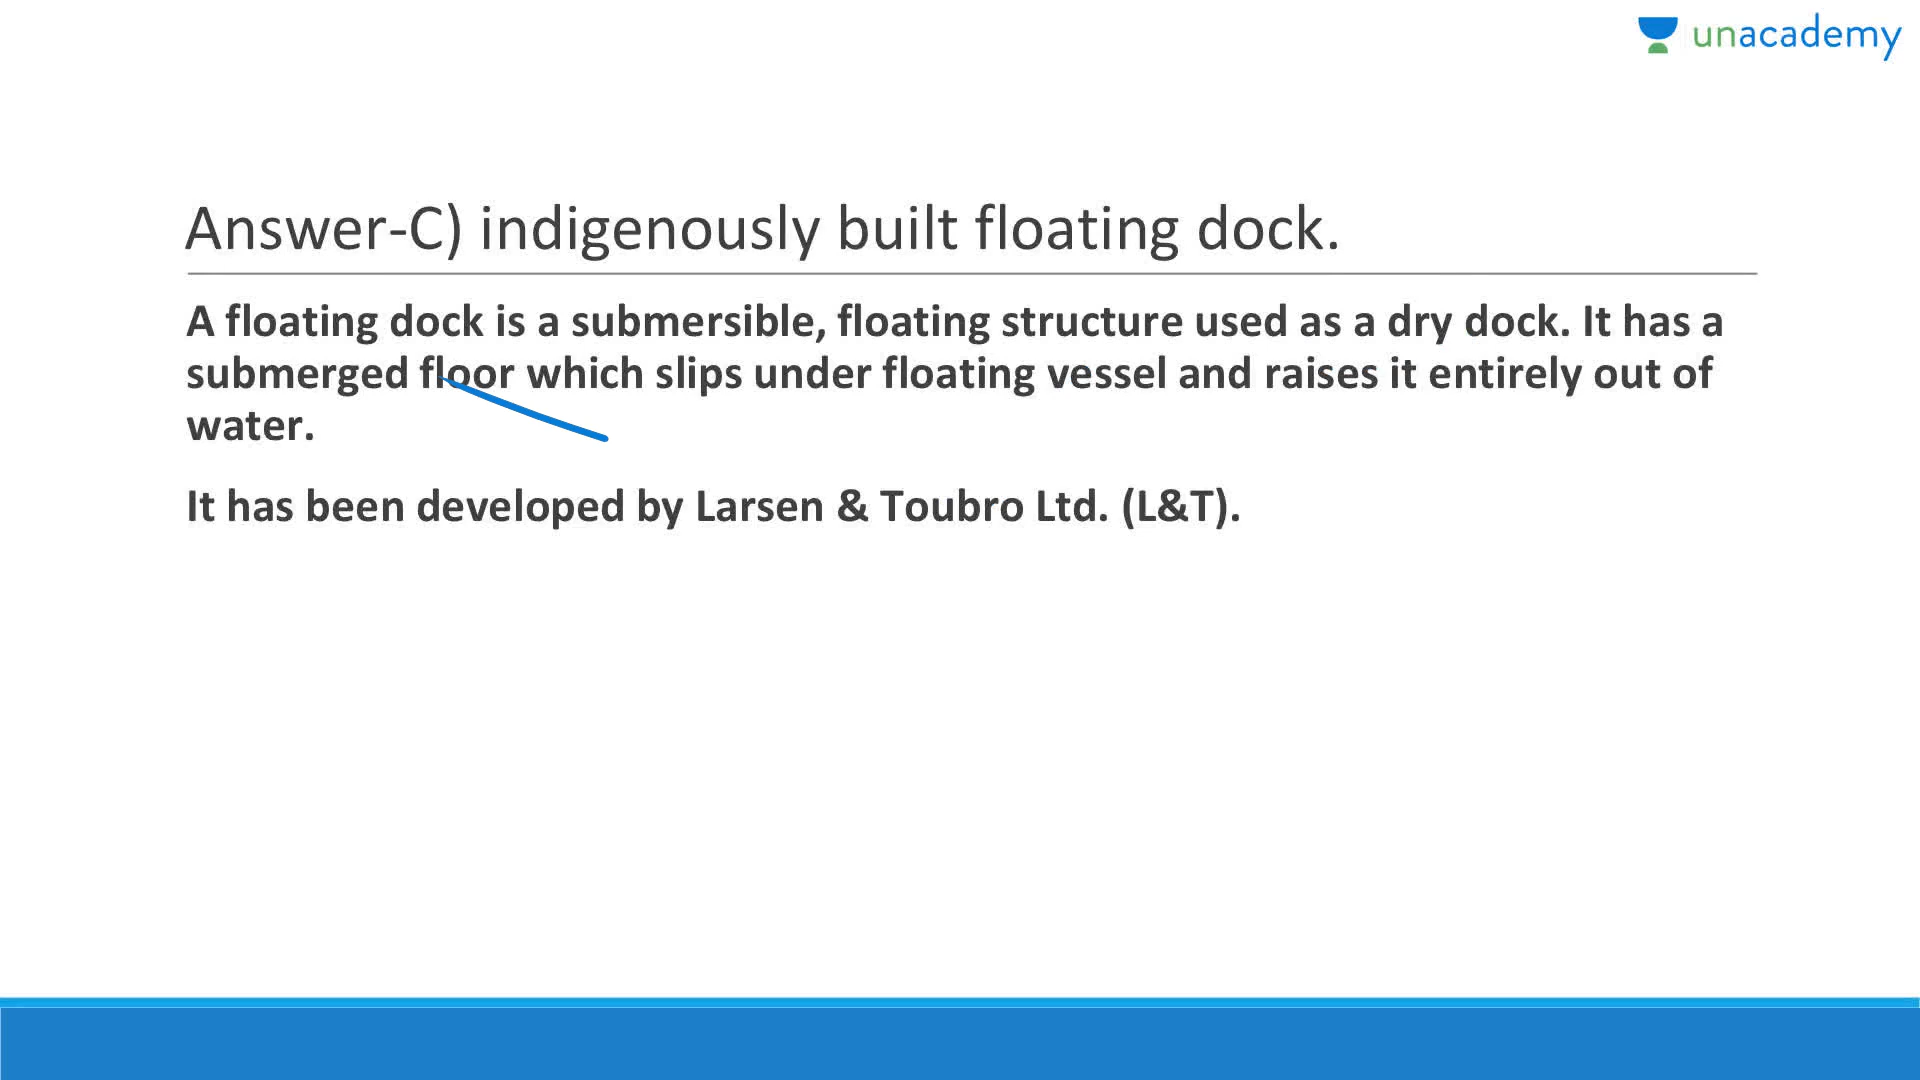 unacademy
Answer-C) indigenously built floating dock.
A floating dock is a submersible, floating structure used as a dry dock. It has a
submerged floor which slips under floating vessel and raises it entirely out of
water.
It has been developed by Larsen & Toubro Ltd. (L&T).